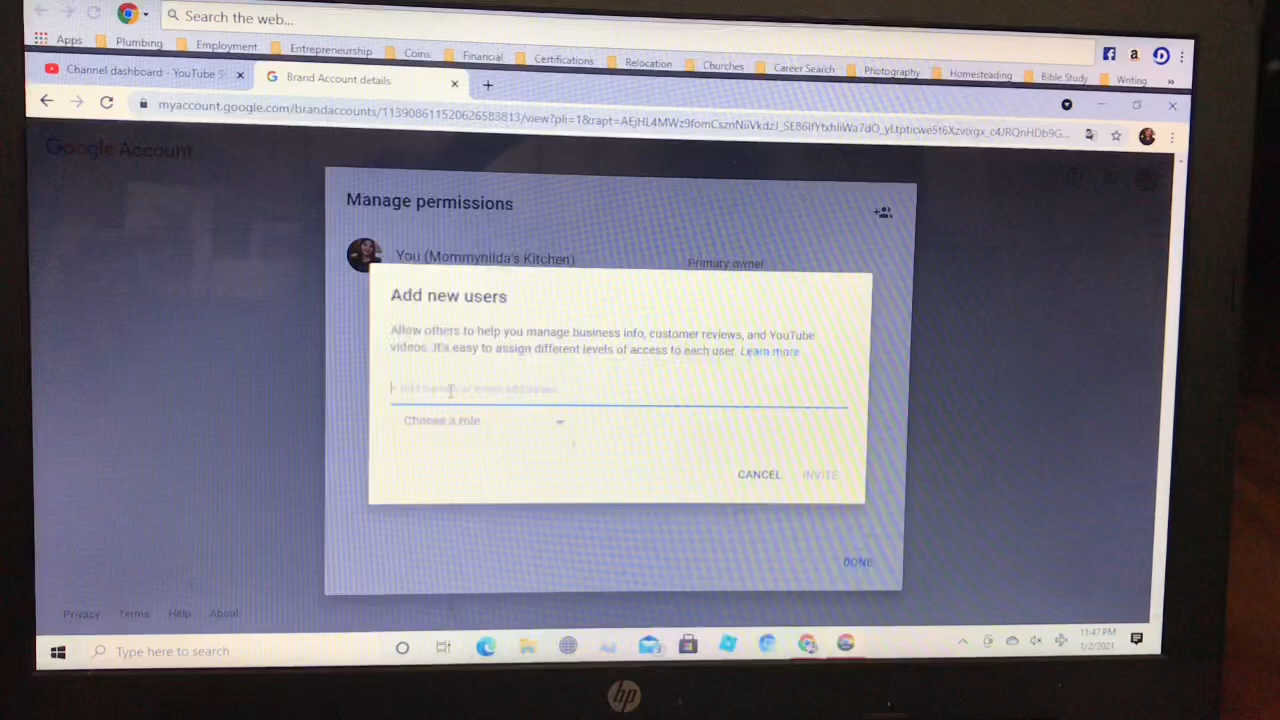 Search the web...
Apps Plumbing Employment Entrepreneurship Coins Financial Certifications Relocation Churches Career Search Photography Homesteading Bible Study Writing »
Channel dashboard - YouTube
Brand Account details
Google Account
Manage permissions
You (Mommynilda's Kitchen) Primary owner
Add new users
Allow others to help you manage business info, customer reviews, and YouTube
videos. It's easy to assign different levels of access to each user. Learn more
Choose a role
CANCEL INVITE
DONE
Privacy Terms Help About
Type here to search
11:47 PM
1/2/2021
hp